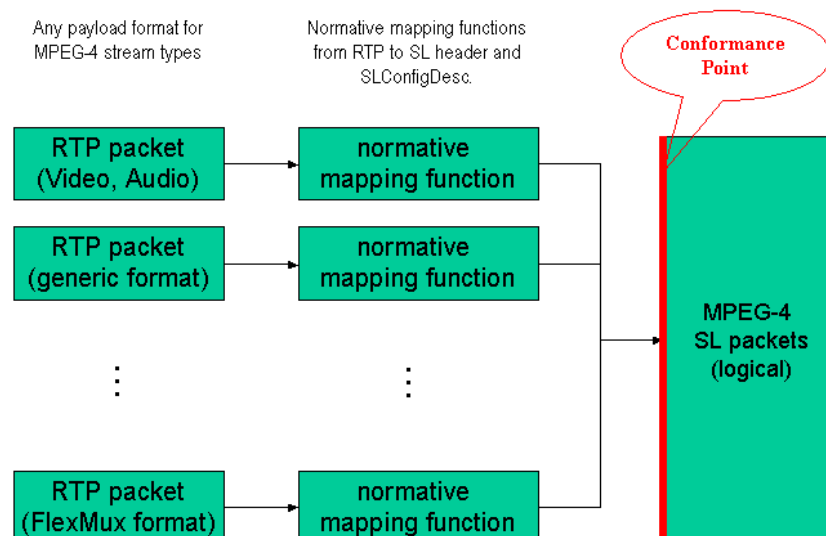 Any payload format for
MPEG-4 stream types
Normative mapping functions
from RTP to SL header and
SLConfigDesc.
Conformance
Point
RTP packet
(Video, Audio)
normative
mapping function
RTP packet
(generic format)
normative
mapping function
MPEG-4
SL packets
(logical)
RTP packet
(FlexMux format)
normative
mapping function